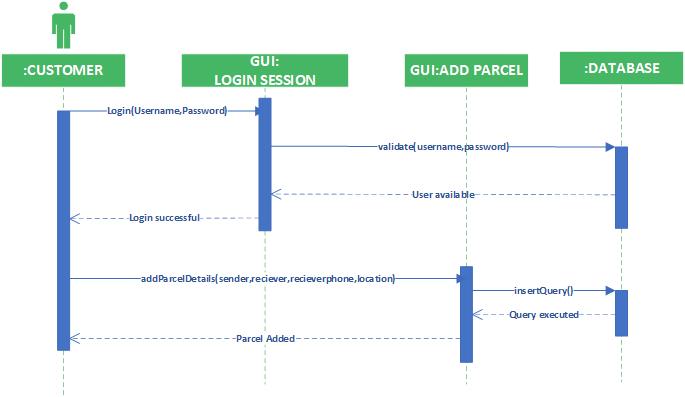 :CUSTOMER
GUI:
LOGIN SESSION
GUI:ADD PARCEL
:DATABASE
Login(Username,Password)
validate(username,password)
User available
Login successful
addParcelDetails(sender,reciever,recieverphone,location)
insertQuery()
Query executed
Parcel Added